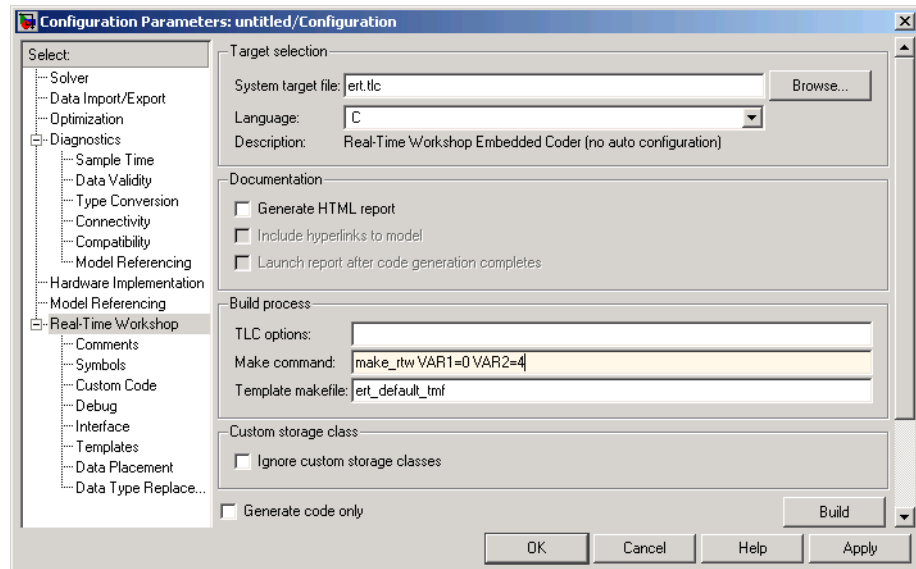 Configuration Parameters: untitled/Configuration
Select:
Solver
Data Import/Export
Optimization
Diagnostics
Sample Time
Data Validity
Type Conversion
Connectivity
Compatibility
Model Referencing
Hardware Implementation
Model Referencing
Real-Time Workshop
Comments
Symbols
Custom Code
Debug
Interface
Templates
Data Placement
Data Type Replace...
Target selection
System target file: ert.tlc Browse...
Language: C
Description: Real-Time Workshop Embedded Coder (no auto configuration)
Documentation
Generate HTML report
Include hyperlinks to model
Launch report after code generation completes
Build process
TLC options:
Make command: make_rtw VAR1=0 VAR2=4
Template makefile: ert_default_tmf
Custom storage class
Ignore custom storage classes
Generate code only Build
OK Cancel Help Apply